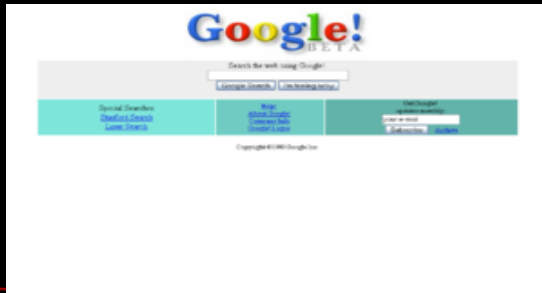 Google!
BETA
Search the web using Google!
Google Search I'm feeling lucky
Special Searches
Stanford Search
Linux Search
Help!
About Google!
Company Info
Google! Logos
Get Google!
updates monthly:
your e-mail
Subscribe Archive
Copyright ©1998 Google Inc.